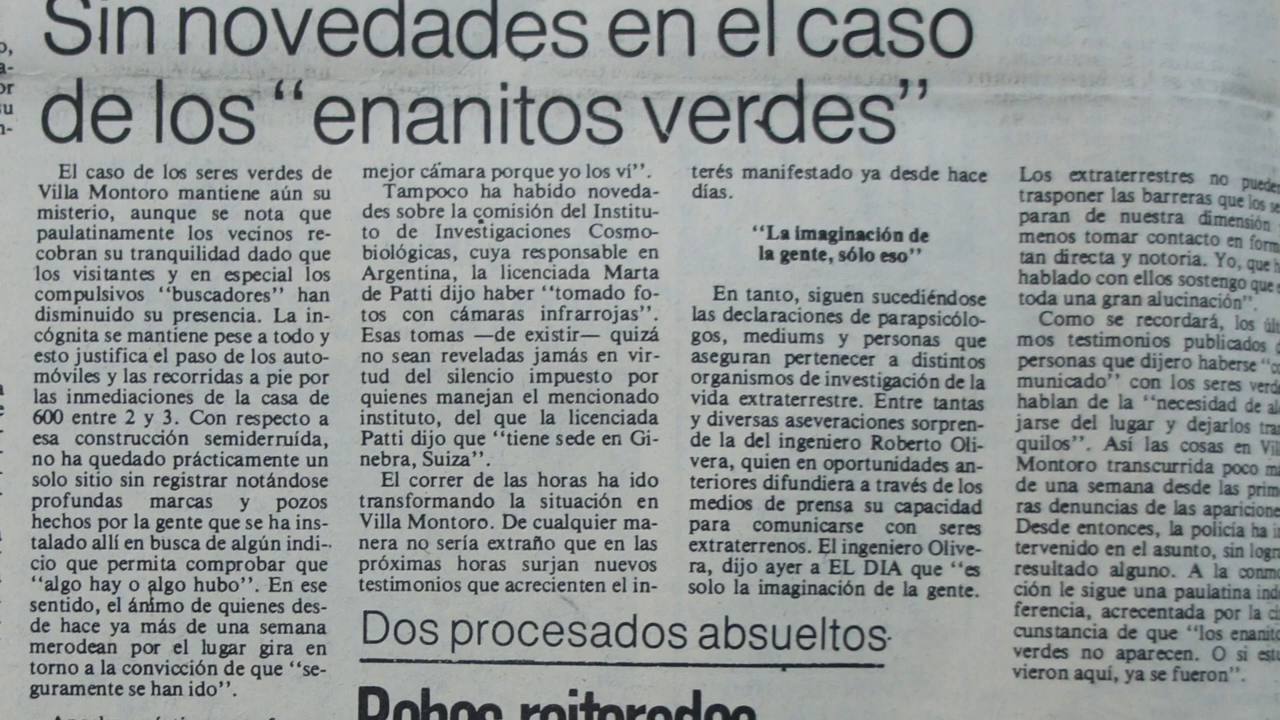 Sin novedades en el caso
de los "enanitos verdes"
El caso de los seres verdes de
Villa Montoro mantiene aún su
misterio, aunque se nota que
paulatinamente los vecinos re-
cobran su tranquilidad dado que
los visitantes y en especial los
compulsivos "buscadores" han
disminuido su presencia. La in-
cógnita se mantiene pese a todo y
esto justifica el paso de los auto-
móviles y las recorridas a pie por
las inmediaciones de la casa de
600 entre 2 y 3. Con respecto a
esa construcción semiderruída,
no ha quedado prácticamente un
solo sitio sin registrar notándose
profundas marcas y pozos
hechos por la gente que se ha ins-
talado allí en busca de algún indi-
cio que permita comprobar que
"algo hay o algo hubo". En ese
sentido, el ánimo de quienes des-
de hace ya más de una semana
merodean por el lugar gira en
torno a la convicción de que "se-
guramente se han ido".
mejor cámara porque yo los ví".
Tampoco ha habido noveda-
des sobre la comisión del Institu-
to de Investigaciones Cosmo-
biológicas, cuya responsable en
Argentina, la licenciada Marta
de Patti dijo haber "tomado fo-
tos con cámaras infrarrojas".
Esas tomas —de existir— quizá
no sean reveladas jamás en vir-
tud del silencio impuesto por
quienes manejan el mencionado
instituto, del que la licenciada
Patti dijo que "tiene sede en Gi-
nebra, Suiza".
El correr de las horas ha ido
transformando la situación en
Villa Montoro. De cualquier ma-
nera no sería extraño que en las
próximas horas surjan nuevos
testimonios que acrecienten el in-
terés manifestado ya desde hace
días.
"La imaginación de
la gente, sólo eso"
En tanto, siguen sucediéndose
las declaraciones de parapsicólo-
gos, mediums y personas que
aseguran pertenecer a distintos
organismos de investigación de la
vida extraterrestre. Entre tantas
y diversas aseveraciones sorpren-
de la del ingeniero Roberto Oli-
vera, quien en oportunidades an-
teriores difundiera a través de los
medios de prensa su capacidad
para comunicarse con seres
extraterrenos. El ingeniero Olive-
ra, dijo ayer a EL DIA que "es
solo la imaginación de la gente.
Los extraterrestres no pueden
trasponer las barreras que los se
paran de nuestra dimensión
menos tomar contacto en form
tan directa y notoria. Yo, que h
hablado con ellos sostengo que e
toda una gran alucinación".
Como se recordará, los úl
mos testimonios publicados d
personas que dijero haberse "co
municado" con los seres verd
hablan de la "necesidad de al
jarse del lugar y dejarlos tran
quilos". Así las cosas en Vill
Montoro transcurrida poco m
de una semana desde las prim
ras denuncias de las aparicione
Desde entonces, la policía ha i
tervenido en el asunto, sin logr
resultado alguno. A la conmo
ción le sigue una paulatina indi
ferencia, acrecentada por la ci
cunstancia de que "los enanito
verdes no aparecen. O si estu
vieron aquí, ya se fueron".
Dos procesados absueltos
Robos reiterados